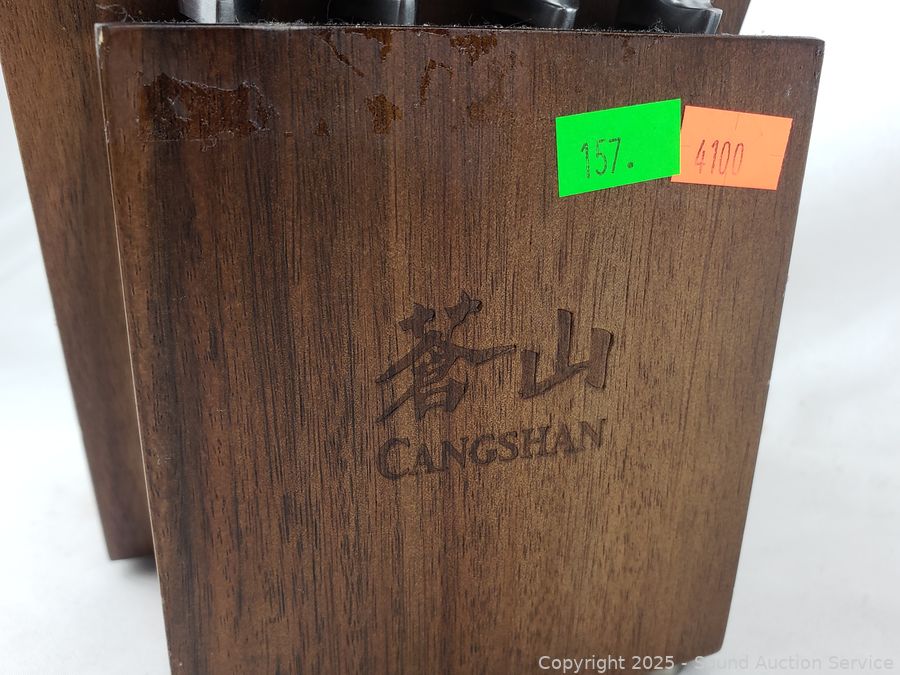 157.
4100
蒼山
CANGSHAN
Copyright 2025 - Sound Auction Service